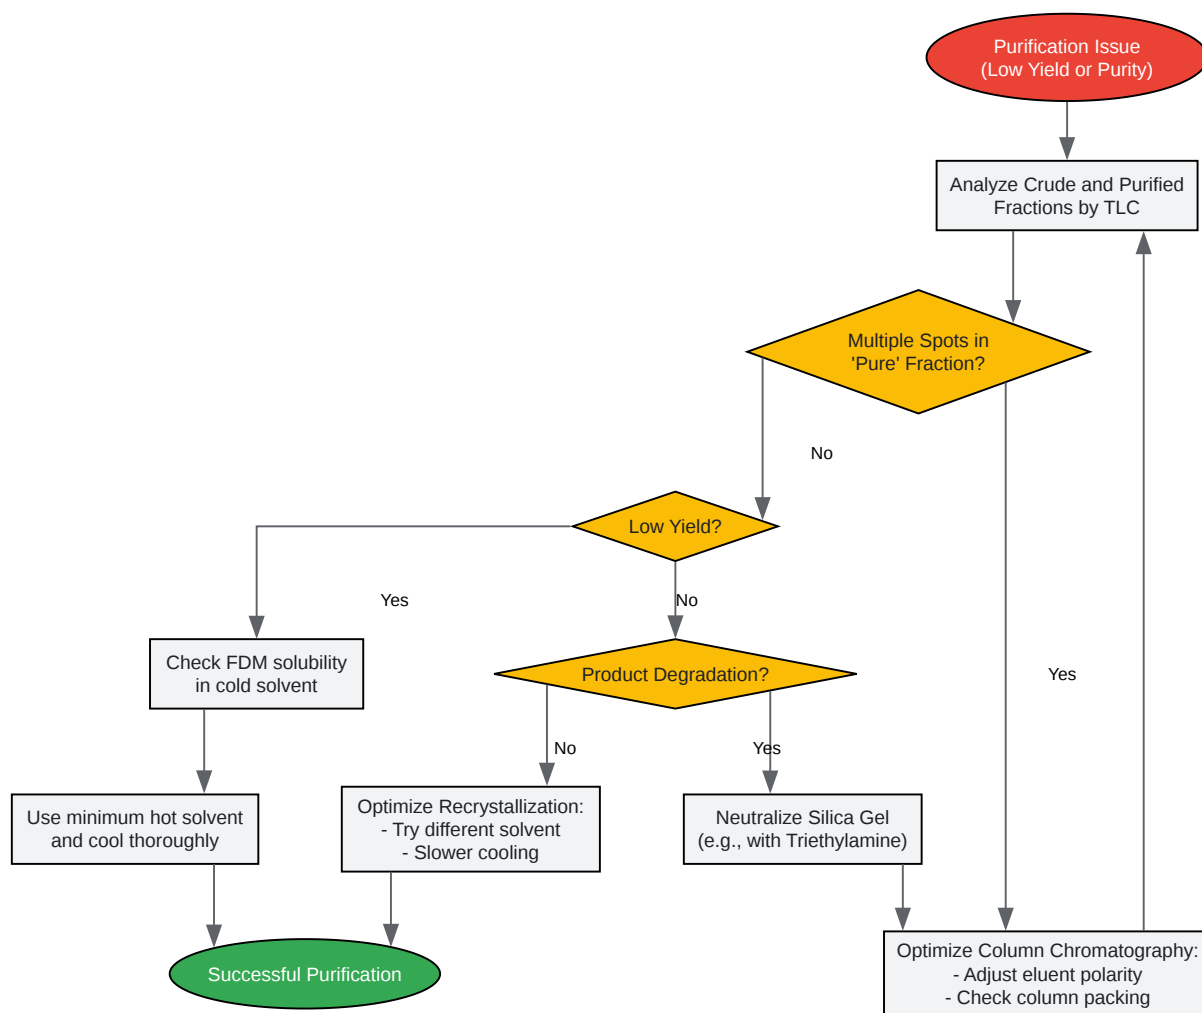 Purification Issue
(Low Yield or Purity)
Analyze Crude and Purified
Fractions by TLC
Multiple Spots in
'Pure' Fraction?
No
Low Yield?
Yes
No
Check FDM solubility
in cold solvent
Product Degradation?
Yes
No
Yes
Use minimum hot solvent
and cool thoroughly
Optimize Recrystallization:
- Try different solvent
- Slower cooling
Neutralize Silica Gel
(e.g., with Triethylamine)
Successful Purification
Optimize Column Chromatography:
- Adjust eluent polarity
- Check column packing